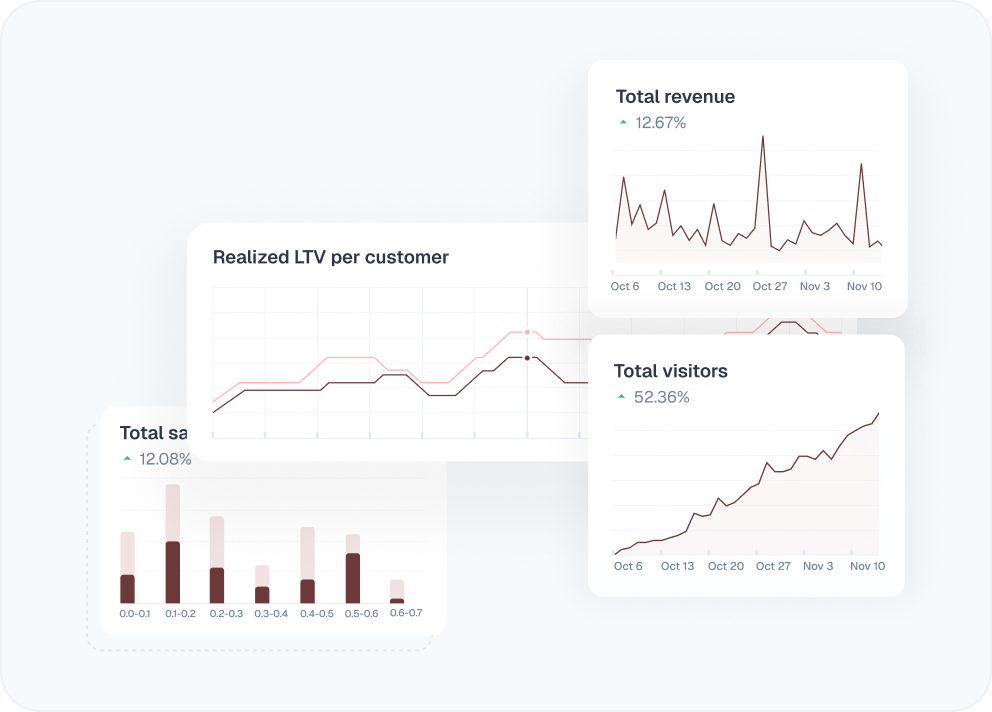 Total revenue
12.67%
Oct 6 Oct 13 Oct 20 Oct 27 Nov 3 Nov 10
Realized LTV per customer
Total visitors
52.36%
Oct 6 Oct 13 Oct 20 Oct 27 Nov 3 Nov 10
Total sa
12.08%
0.0-0.1 0.1-0.2 0.2-0.3 0.3-0.4 0.4-0.5 0.5-0.6 0.6-0.7